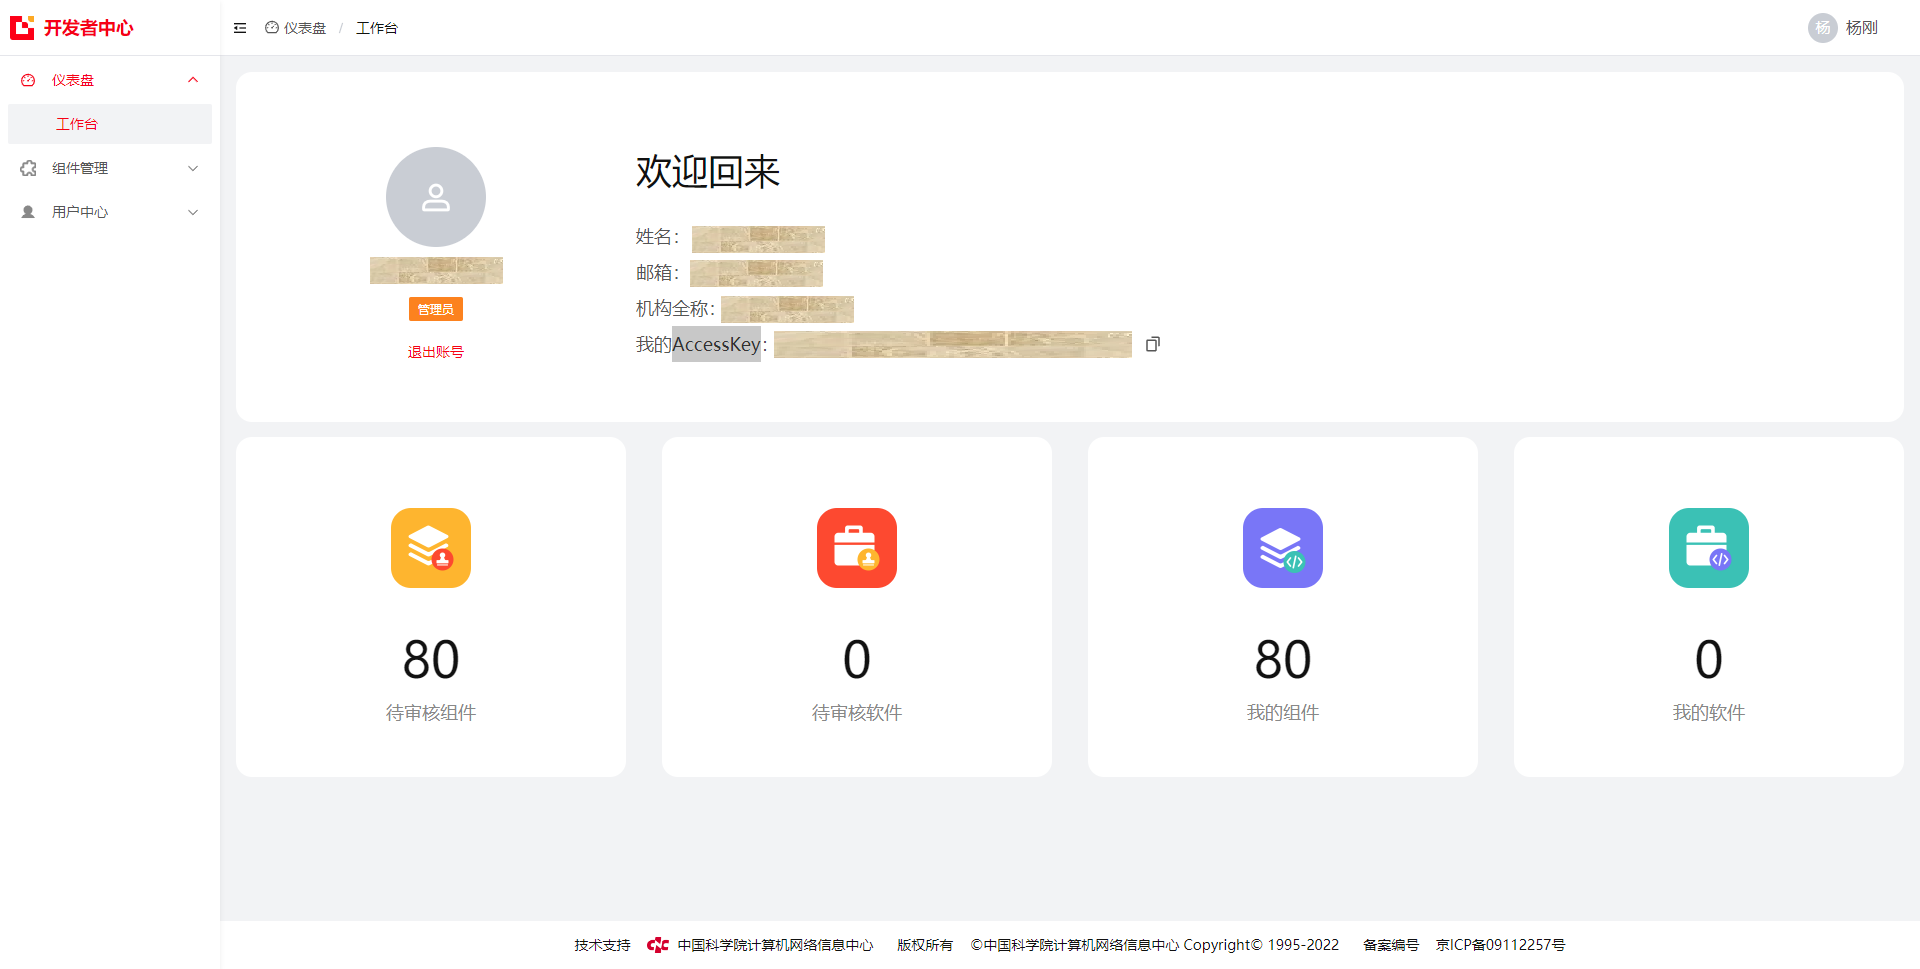 开发者中心
仪表盘 / 工作台
杨 杨刚
仪表盘
工作台
组件管理
用户中心
管理员
退出账号
欢迎回来
姓名：
邮箱：
机构全称：
我的AccessKey：
80
待审核组件
0
待审核软件
80
我的组件
0
我的软件
技术支持 中国科学院计算机网络信息中心 版权所有 ©中国科学院计算机网络信息中心 Copyright© 1995-2022 备案编号 京ICP备09112257号